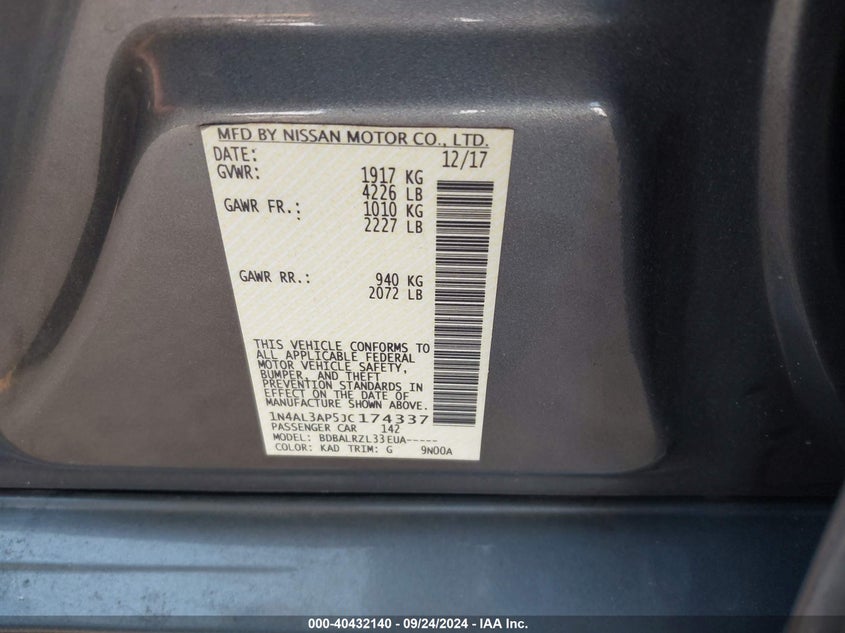 MFD BY NISSAN MOTOR CO., LTD.
DATE: 12/17
GVWR: 1917 KG
4226 LB
GAWR FR.: 1010 KG
2227 LB
GAWR RR.: 940 KG
2072 LB
THIS VEHICLE CONFORMS TO
ALL APPLICABLE FEDERAL
MOTOR VEHICLE SAFETY,
BUMPER, AND THEFT
PREVENTION STANDARDS IN
EFFECT ON THE DATE OF
MANUFACTURE SHOWN ABOVE.
1N4AL3AP5JC174337
PASSENGER CAR 142
MODEL: BDBALRZL33EUA-----
COLOR: KAD TRIM: G 9N00A
000-40432140 - 09/24/2024 - IAA Inc.